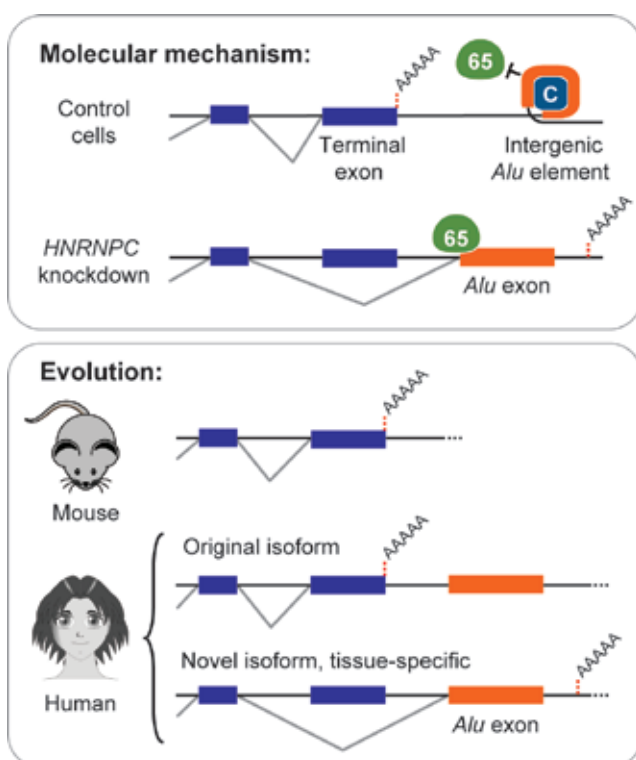 Molecular mechanism:
Control
cells
65
C
AAAAA
Terminal
exon
Intergenic
Alu element
HNRNPC
knockdown
65
AAAAA
Alu exon
Evolution:
Mouse
AAAAA
Human
Original isoform
AAAAA
Novel isoform, tissue-specific
AAAAA
Alu exon